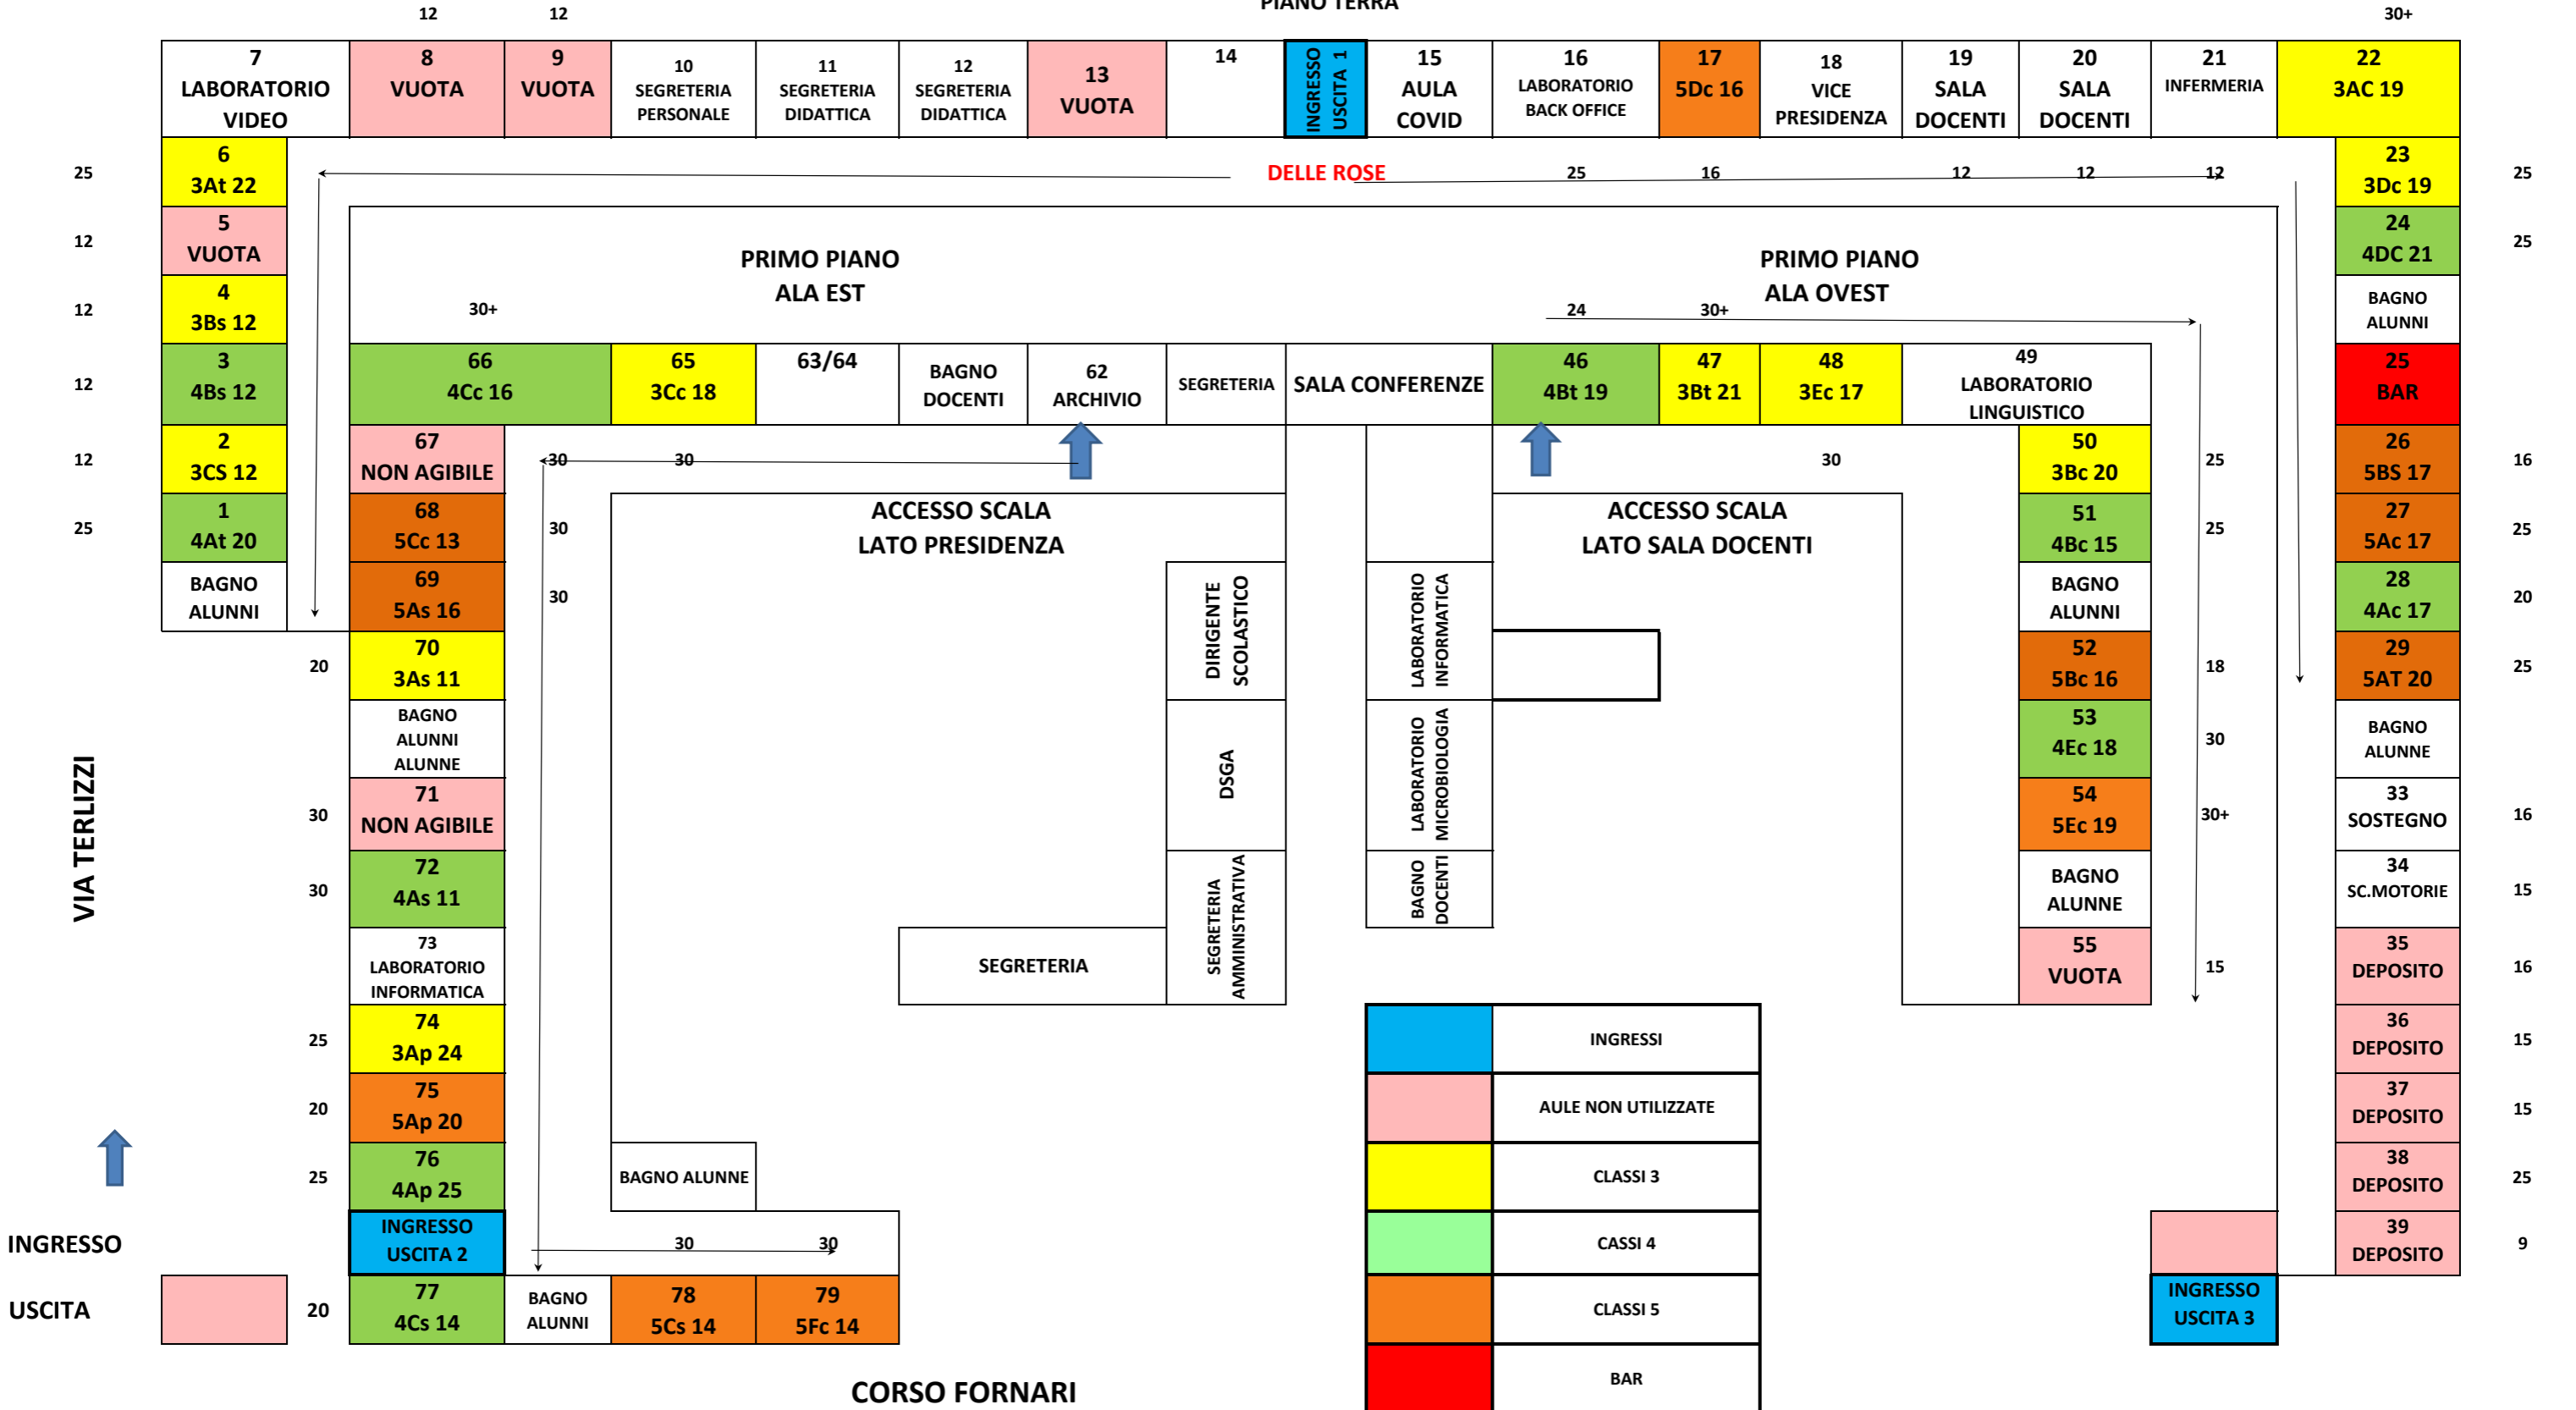 PIANO TERRA
12 12 30+
7
LABORATORIO
VIDEO
8
VUOTA
9
VUOTA
10
SEGRETERIA
PERSONALE
11
SEGRETERIA
DIDATTICA
12
SEGRETERIA
DIDATTICA
13
VUOTA
14
INGRESSO
USCITA 1
15
AULA
COVID
16
LABORATORIO
BACK OFFICE
17
5Dc 16
18
VICE
PRESIDENZA
19
SALA
DOCENTI
20
SALA
DOCENTI
21
INFERMERIA
22
3AC 19
25
6
3At 22
DELLE ROSE
25 16 12 12 12
23
3Dc 19
25
12
5
VUOTA
24
4DC 21
25
PRIMO PIANO
ALA EST
PRIMO PIANO
ALA OVEST
12
4
3Bs 12
30+
24 30+
BAGNO
ALUNNI
12
3
4Bs 12
66
4Cc 16
65
3Cc 18
63/64
BAGNO
DOCENTI
62
ARCHIVIO
SEGRETERIA
SALA CONFERENZE
46
4Bt 19
47
3Bt 21
48
3Ec 17
49
LABORATORIO
LINGUISTICO
25
BAR
12
2
3CS 12
67
NON AGIBILE
30 30
30
50
3Bc 20
25
26
5BS 17
16
25
1
4At 20
68
5Cc 13
30
ACCESSO SCALA
LATO PRESIDENZA
ACCESSO SCALA
LATO SALA DOCENTI
51
4Bc 15
25
27
5Ac 17
25
BAGNO
ALUNNI
69
5As 16
30
DIRIGENTE
SCOLASTICO
LABORATORIO
INFORMATICA
BAGNO
ALUNNI
28
4Ac 17
20
20
70
3As 11
52
5Bc 16
18
29
5AT 20
25
VIA TERLIZZI
BAGNO
ALUNNI
ALUNNE
DSGA
LABORATORIO
MICROBIOLOGIA
53
4Ec 18
30
BAGNO
ALUNNE
30
71
NON AGIBILE
54
5Ec 19
30+
33
SOSTEGNO
16
30
72
4As 11
SEGRETERIA
AMMINISTRATIVA
BAGNO
DOCENTI
BAGNO
ALUNNE
34
SC.MOTORIE
15
73
LABORATORIO
INFORMATICA
SEGRETERIA
55
VUOTA
15
35
DEPOSITO
16
25
74
3Ap 24
INGRESSI
36
DEPOSITO
15
20
75
5Ap 20
AULE NON UTILIZZATE
37
DEPOSITO
15
25
76
4Ap 25
BAGNO ALUNNE
CLASSI 3
38
DEPOSITO
25
INGRESSO
INGRESSO
USCITA 2
30 30
CASSI 4
39
DEPOSITO
9
USCITA
20
77
4Cs 14
BAGNO
ALUNNI
78
5Cs 14
79
5Fc 14
CLASSI 5
INGRESSO
USCITA 3
CORSO FORNARI
BAR